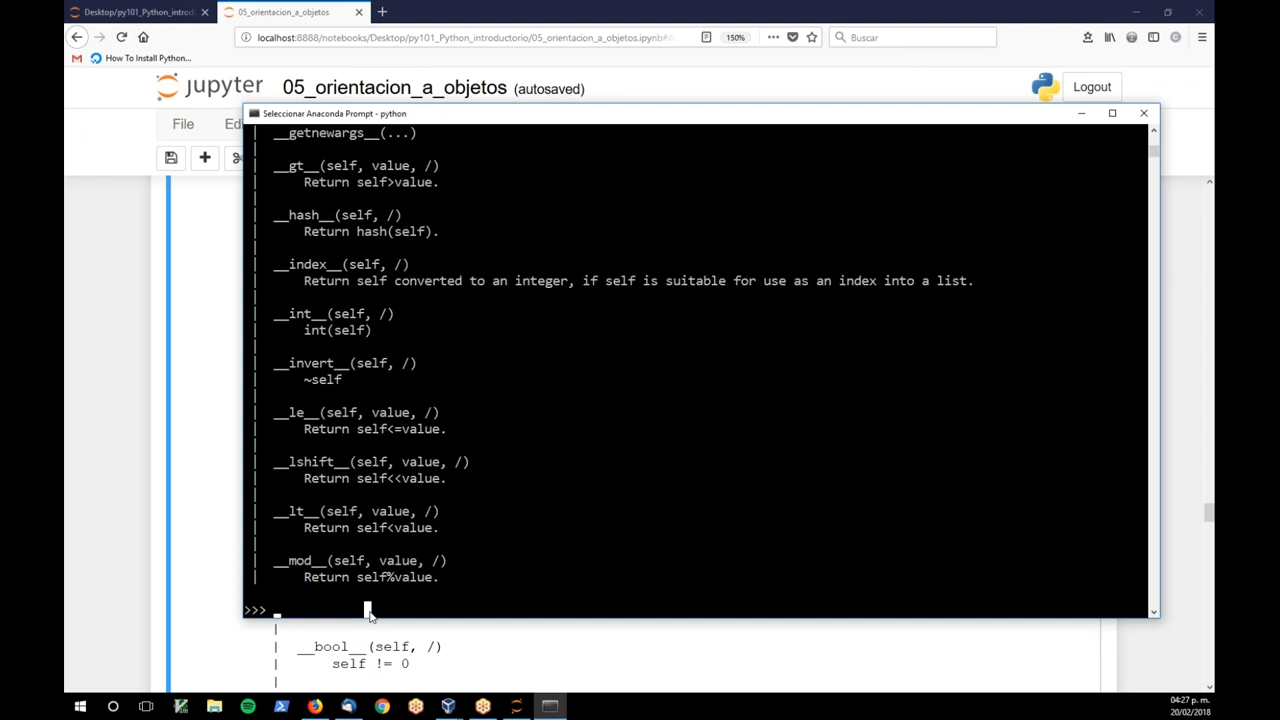 Desktop/py101_Python_introd
05_orientacion_a_objetos
localhost:8888/notebooks/Desktop/py101_Python_introductorio/05_orientacion_a_objetos.ipynb#
150%
Buscar
How To Install Python...
jupyter
05_orientacion_a_objetos (autosaved)
Logout
File
Ed
Seleccionar Anaconda Prompt - python
| __getnewargs__(...)
|
| __gt__(self, value, /)
|     Return self>value.
|
| __hash__(self, /)
|     Return hash(self).
|
| __index__(self, /)
|     Return self converted to an integer, if self is suitable for use as an index into a list.
|
| __int__(self, /)
|     int(self)
|
| __invert__(self, /)
|     ~self
|
| __le__(self, value, /)
|     Return self<=value.
|
| __lshift__(self, value, /)
|     Return self<<value.
|
| __lt__(self, value, /)
|     Return self<value.
|
| __mod__(self, value, /)
|     Return self%value.
>>>
|
| __bool__(self, /)
|     self != 0
|
04:27 p. m.
20/02/2018